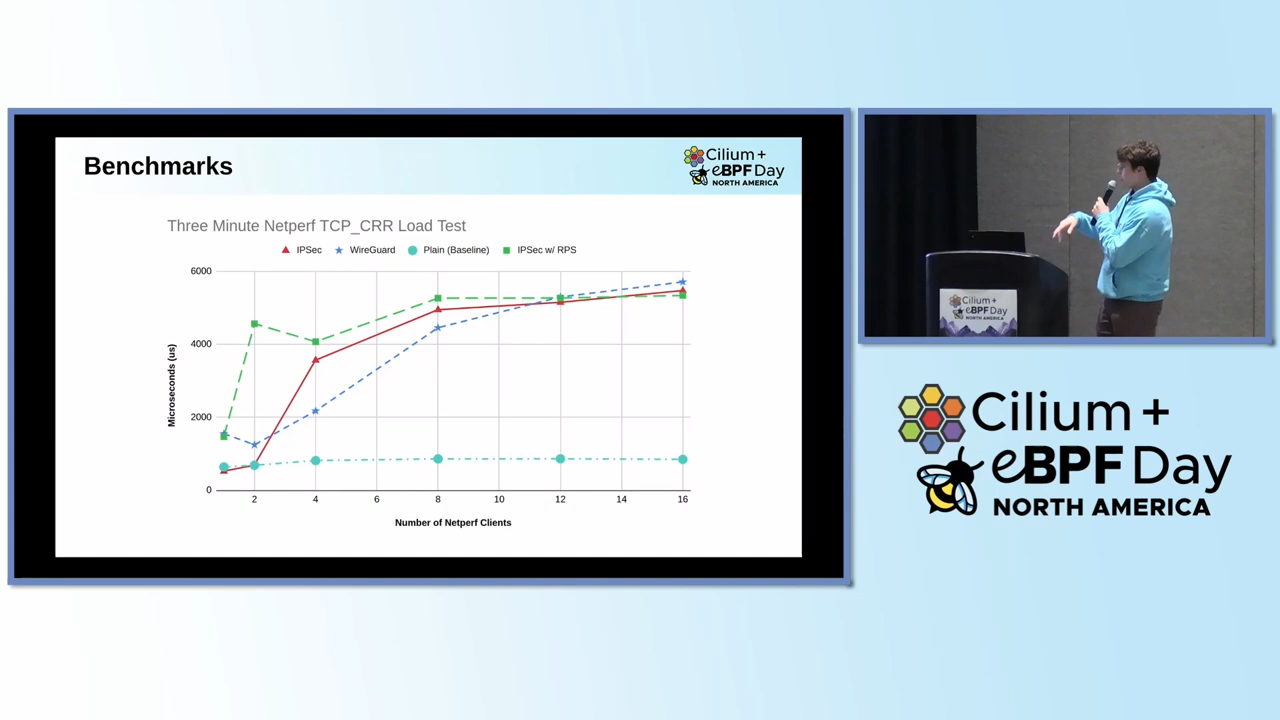 Benchmarks
Cilium +
eBPF Day
NORTH AMERICA
Three Minute Netperf TCP_CRR Load Test
IPSec WireGuard Plain (Baseline) IPSec w/ RPS
Microseconds (us)
6000
4000
2000
0
2 4 6 8 10 12 14 16
Number of Netperf Clients
Cilium +
eBPF Day
NORTH AMERICA
Cilium +
eBPF Day
NORTH AMERICA